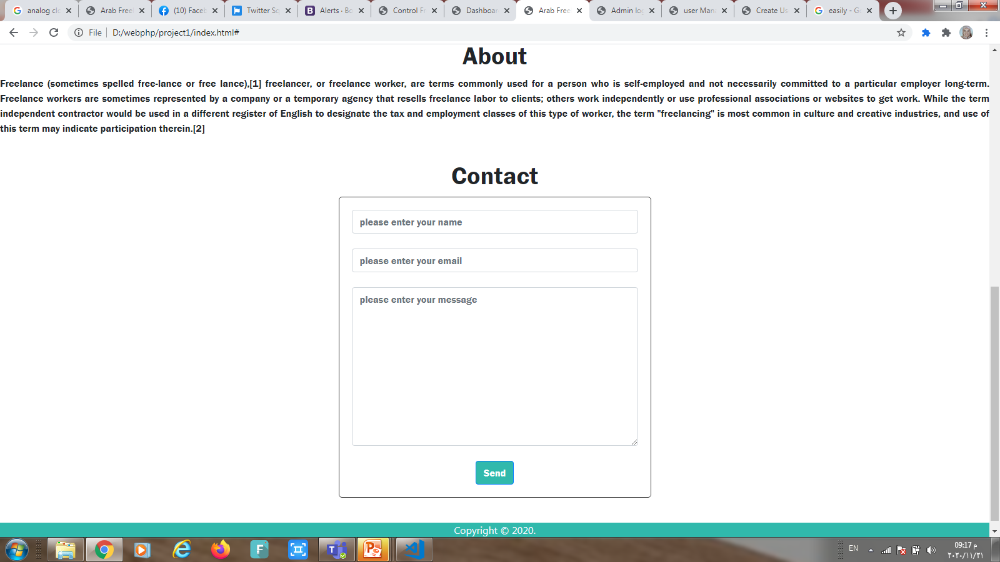 analog clo
Arab Free
(10) Faceb
Twitter So
Alerts · Bo
Control Fr
Dashboar
Arab Free
Admin log
user Mana
Create Us
easily - Go
File
D:/webphp/project1/index.html#
About
Freelance (sometimes spelled free-lance or free lance),[1] freelancer, or freelance worker, are terms commonly used for a person who is self-employed and not necessarily committed to a particular employer long-term.
Freelance workers are sometimes represented by a company or a temporary agency that resells freelance labor to clients; others work independently or use professional associations or websites to get work. While the term
independent contractor would be used in a different register of English to designate the tax and employment classes of this type of worker, the term "freelancing" is most common in culture and creative industries, and use of
this term may indicate participation therein.[2]
Contact
please enter your name
please enter your email
please enter your message
Send
Copyright © 2020.
EN
09:17 م
٢٠٢٠/١١/٢١